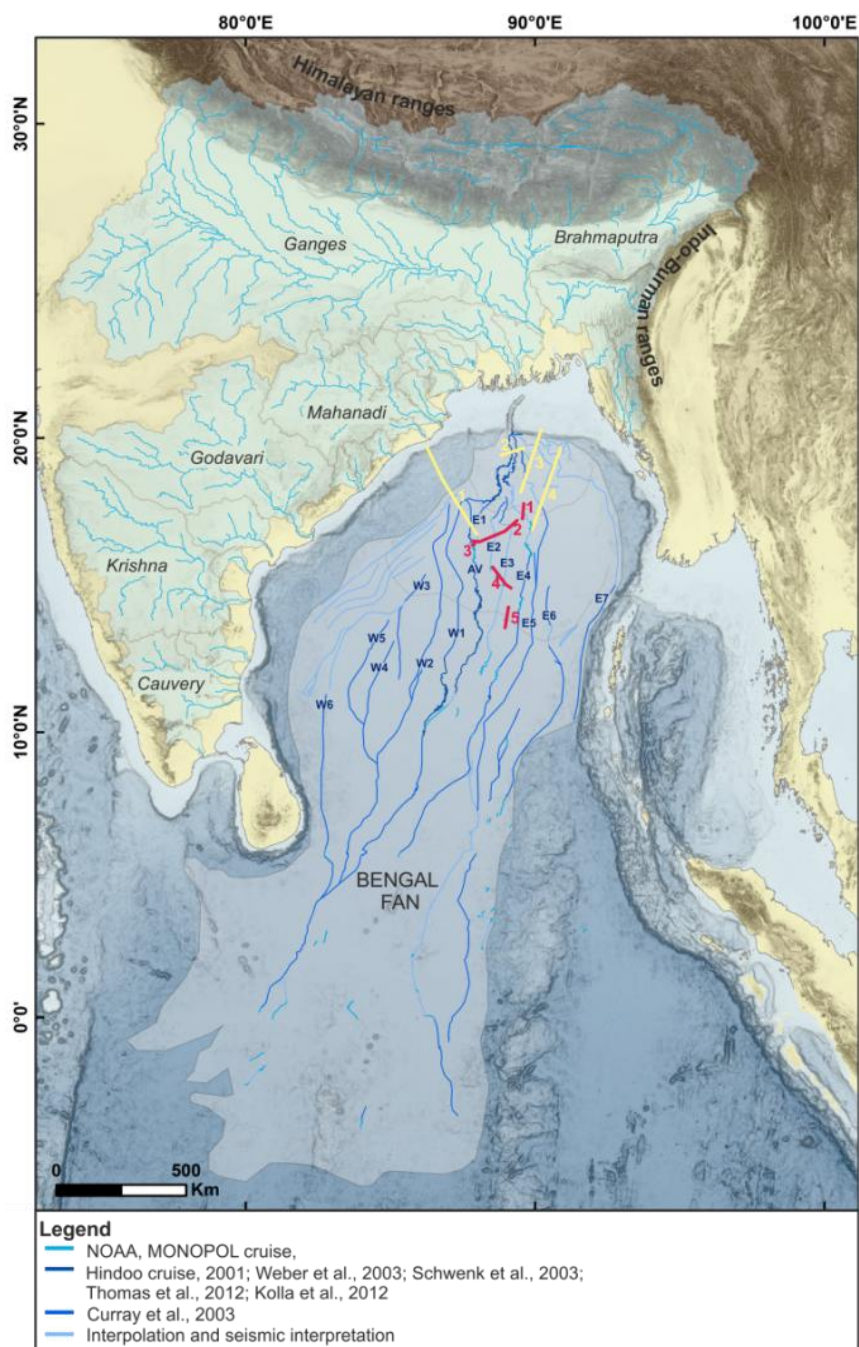 80°0'E 90°0'E 100°0'E
Himalayan ranges
30°0'N
Ganges
Brahmaputra
Indo-Burman ranges
Mahanadi
20°0'N
Godavari
2
3
1
4
1
E1
2
3
E2
Krishna
AV
E3
E4
4
W3
E7
E6
5
E5
W5
W1
W4
W2
Cauvery
W6
10°0'N
BENGAL
FAN
0°0'
0 500
Km
Legend
NOAA, MONOPOL cruise,
Hindoo cruise, 2001; Weber et al., 2003; Schwenk et al., 2003;
Thomas et al., 2012; Kolla et al., 2012
Curray et al., 2003
Interpolation and seismic interpretation